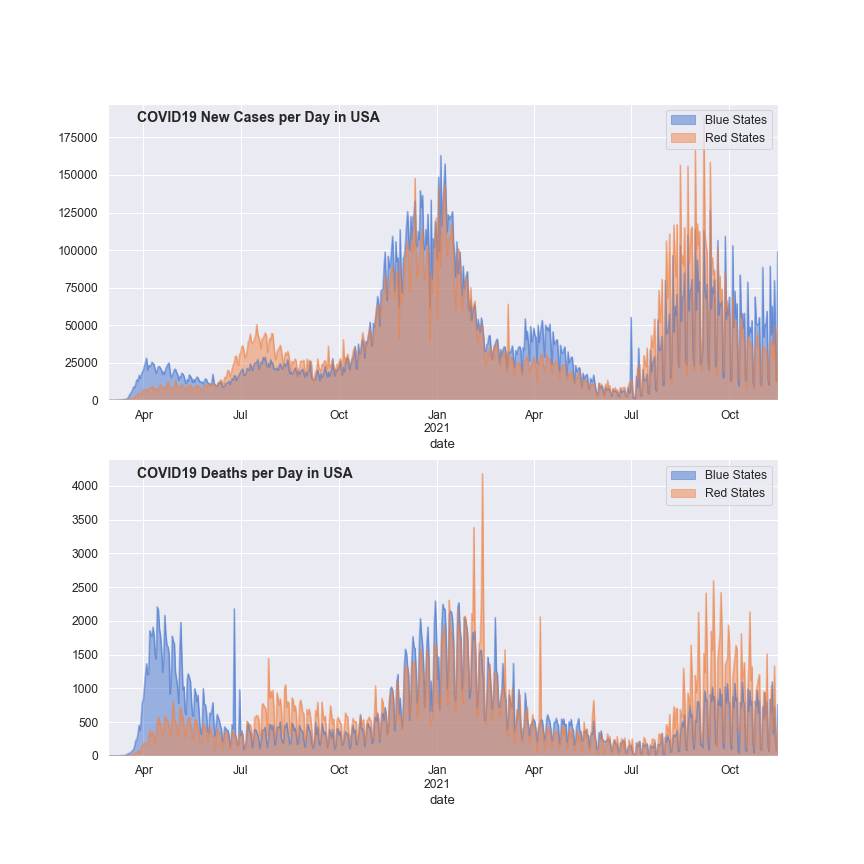 COVID19 New Cases per Day in USA
Blue States
Red States
175000
150000
125000
100000
75000
50000
25000
0
Apr Jul Oct Jan Apr Jul Oct
2021
date
COVID19 Deaths per Day in USA
Blue States
Red States
4000
3500
3000
2500
2000
1500
1000
500
0
Apr Jul Oct Jan Apr Jul Oct
2021
date